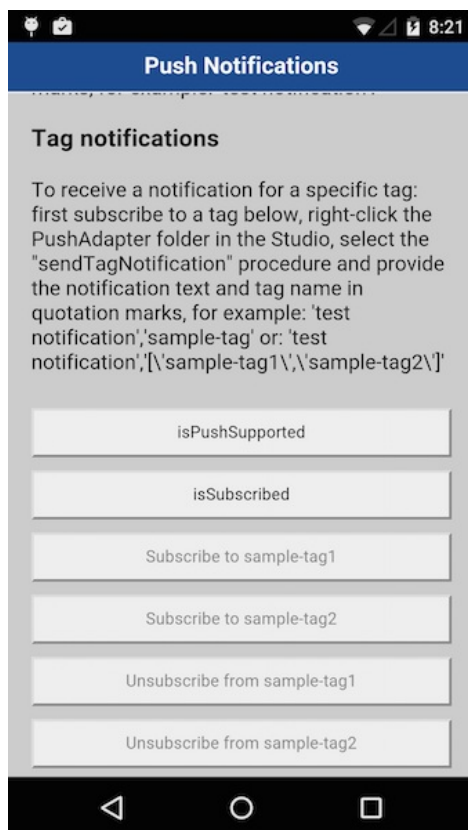 8:21
Push Notifications
Tag notifications
To receive a notification for a specific tag:
first subscribe to a tag below, right-click the
PushAdapter folder in the Studio, select the
"sendTagNotification" procedure and provide
the notification text and tag name in
quotation marks, for example: 'test
notification','sample-tag' or: 'test
notification','[\'sample-tag1\',\'sample-tag2\']'
isPushSupported
isSubscribed
Subscribe to sample-tag1
Subscribe to sample-tag2
Unsubscribe from sample-tag1
Unsubscribe from sample-tag2